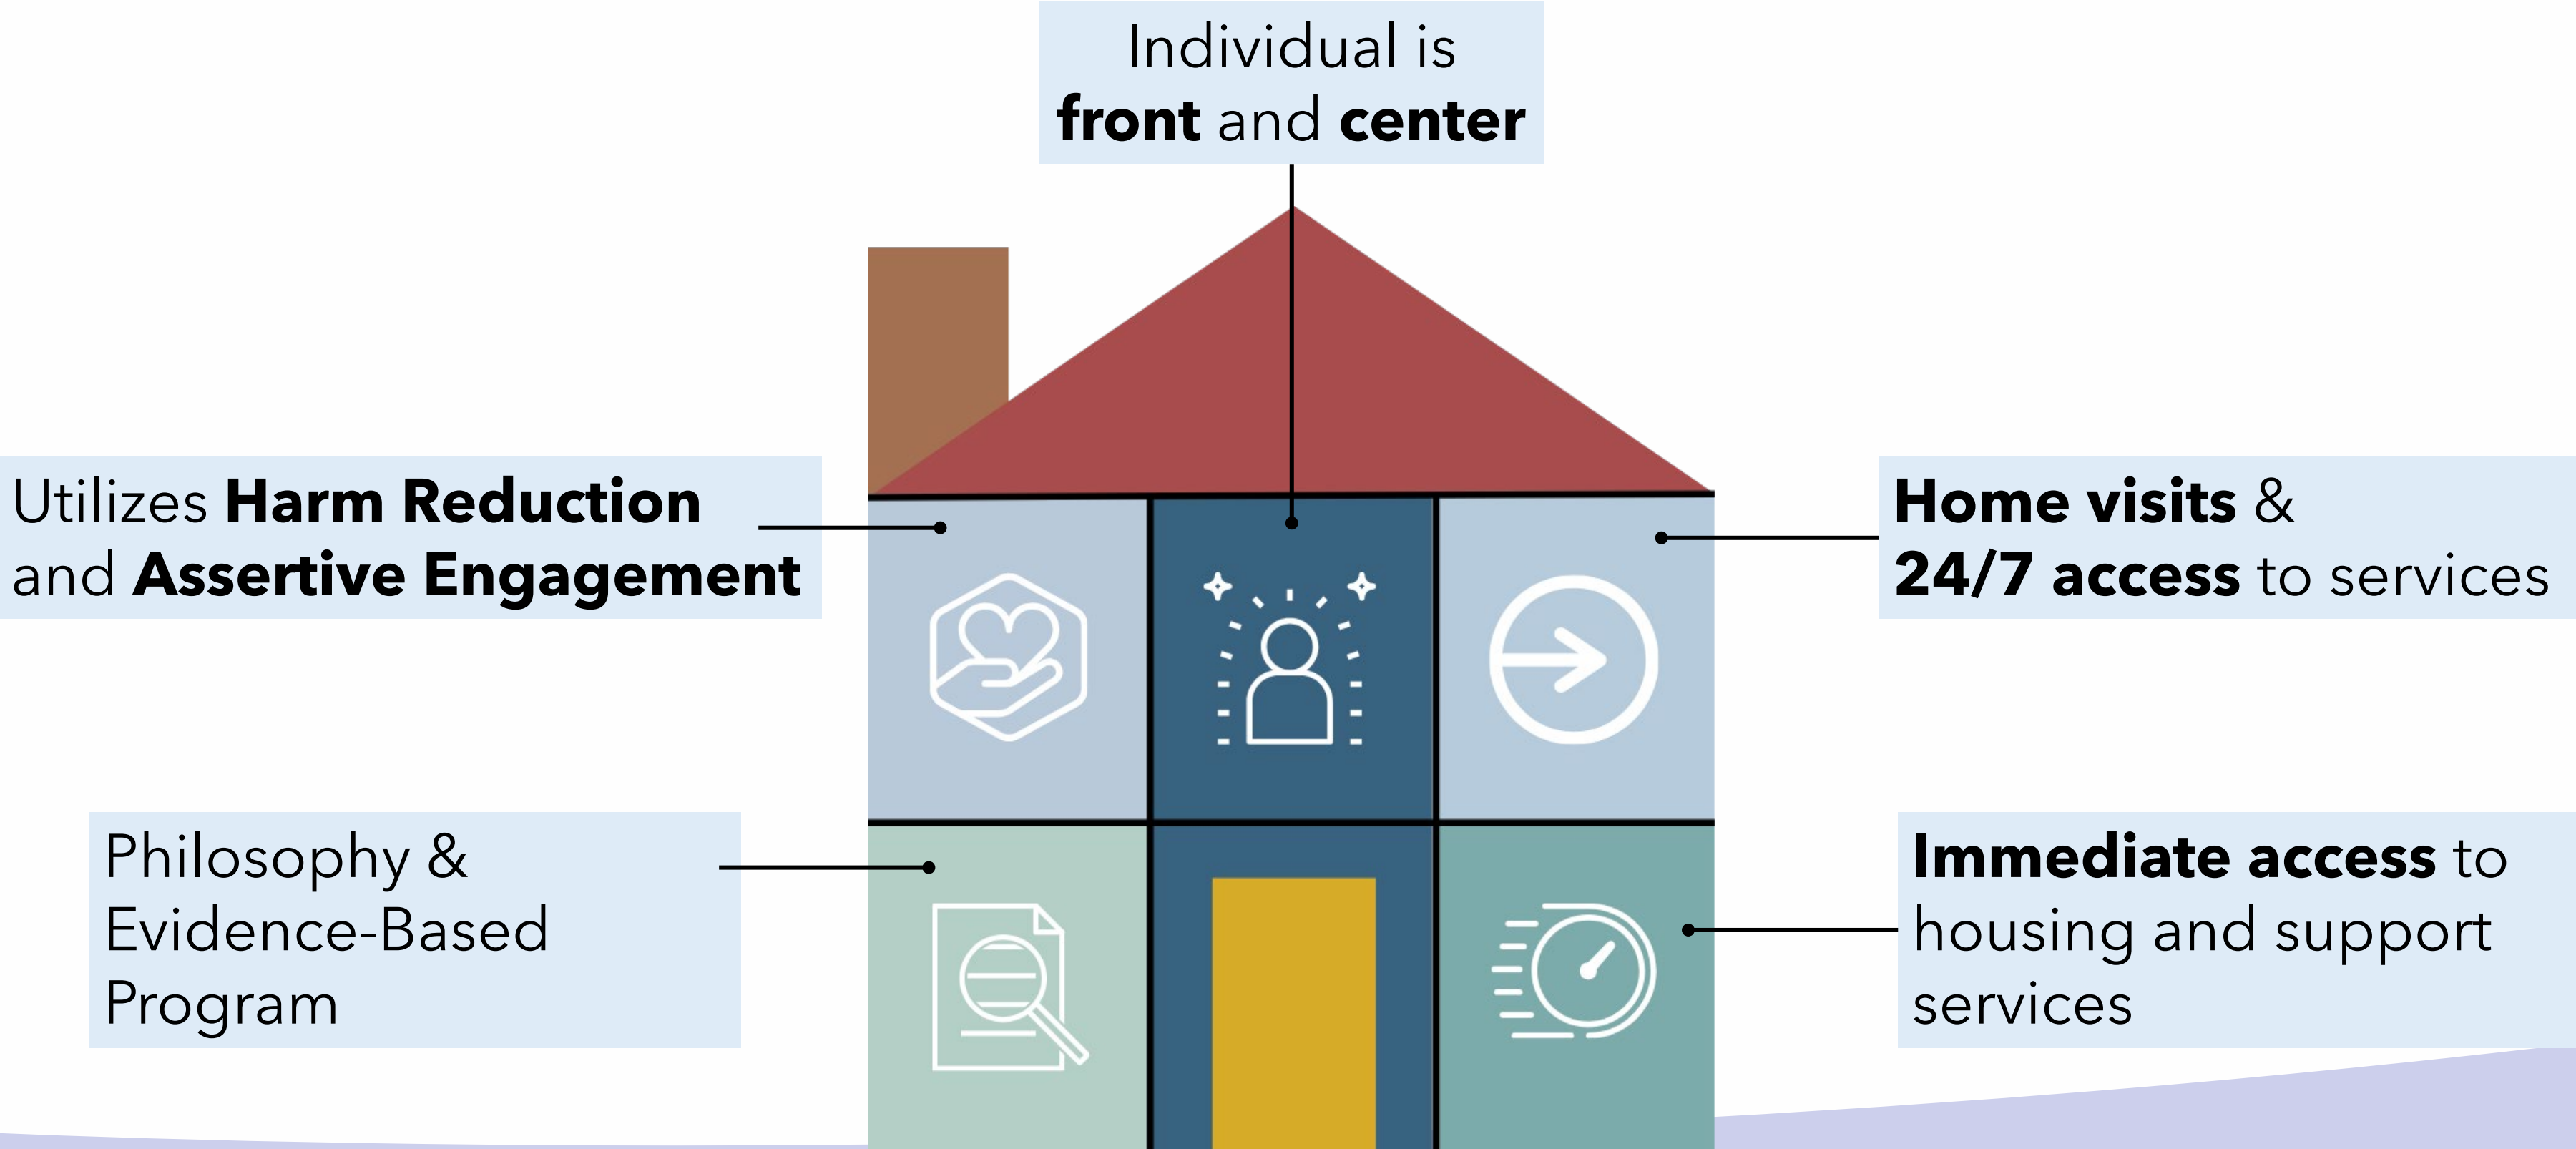 Individual is
front and center
Utilizes Harm Reduction
and Assertive Engagement
Home visits &
24/7 access to services
Philosophy &
Evidence-Based
Program
Immediate access to
housing and support
services